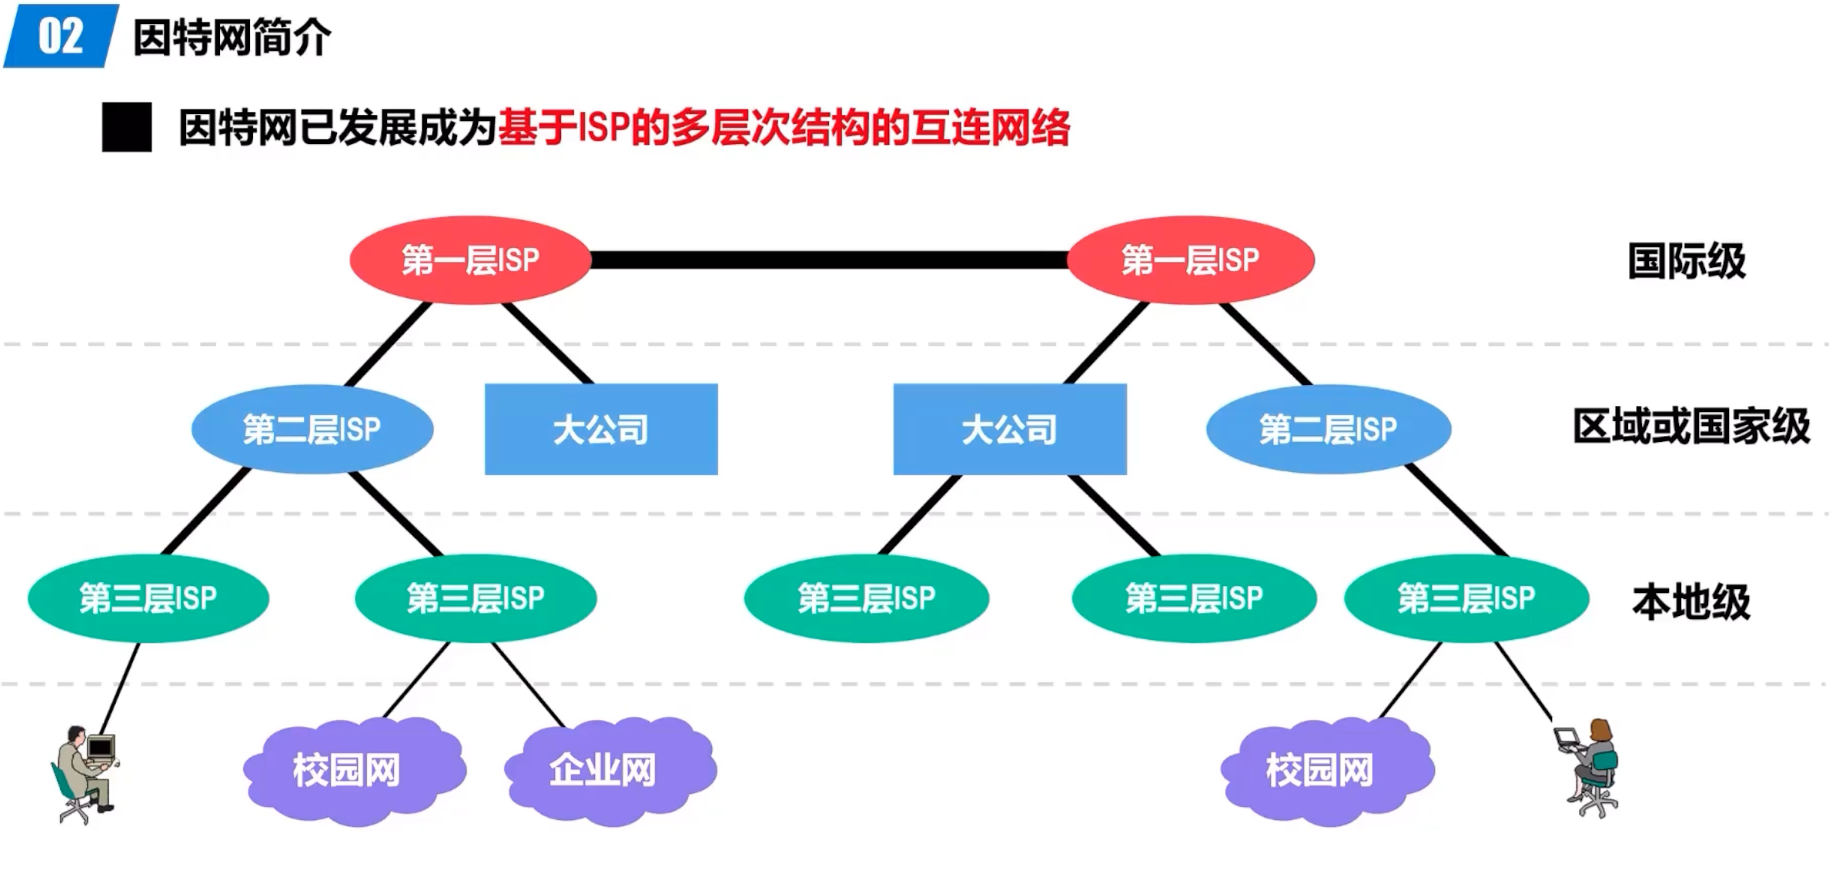 02 因特网简介
因特网已发展成为基于ISP的多层次结构的互连网络
第一层ISP 第一层ISP 国际级
第二层ISP 大公司 大公司 第二层ISP 区域或国家级
第三层ISP 第三层ISP 第三层ISP 第三层ISP 第三层ISP 本地级
校园网 企业网 校园网